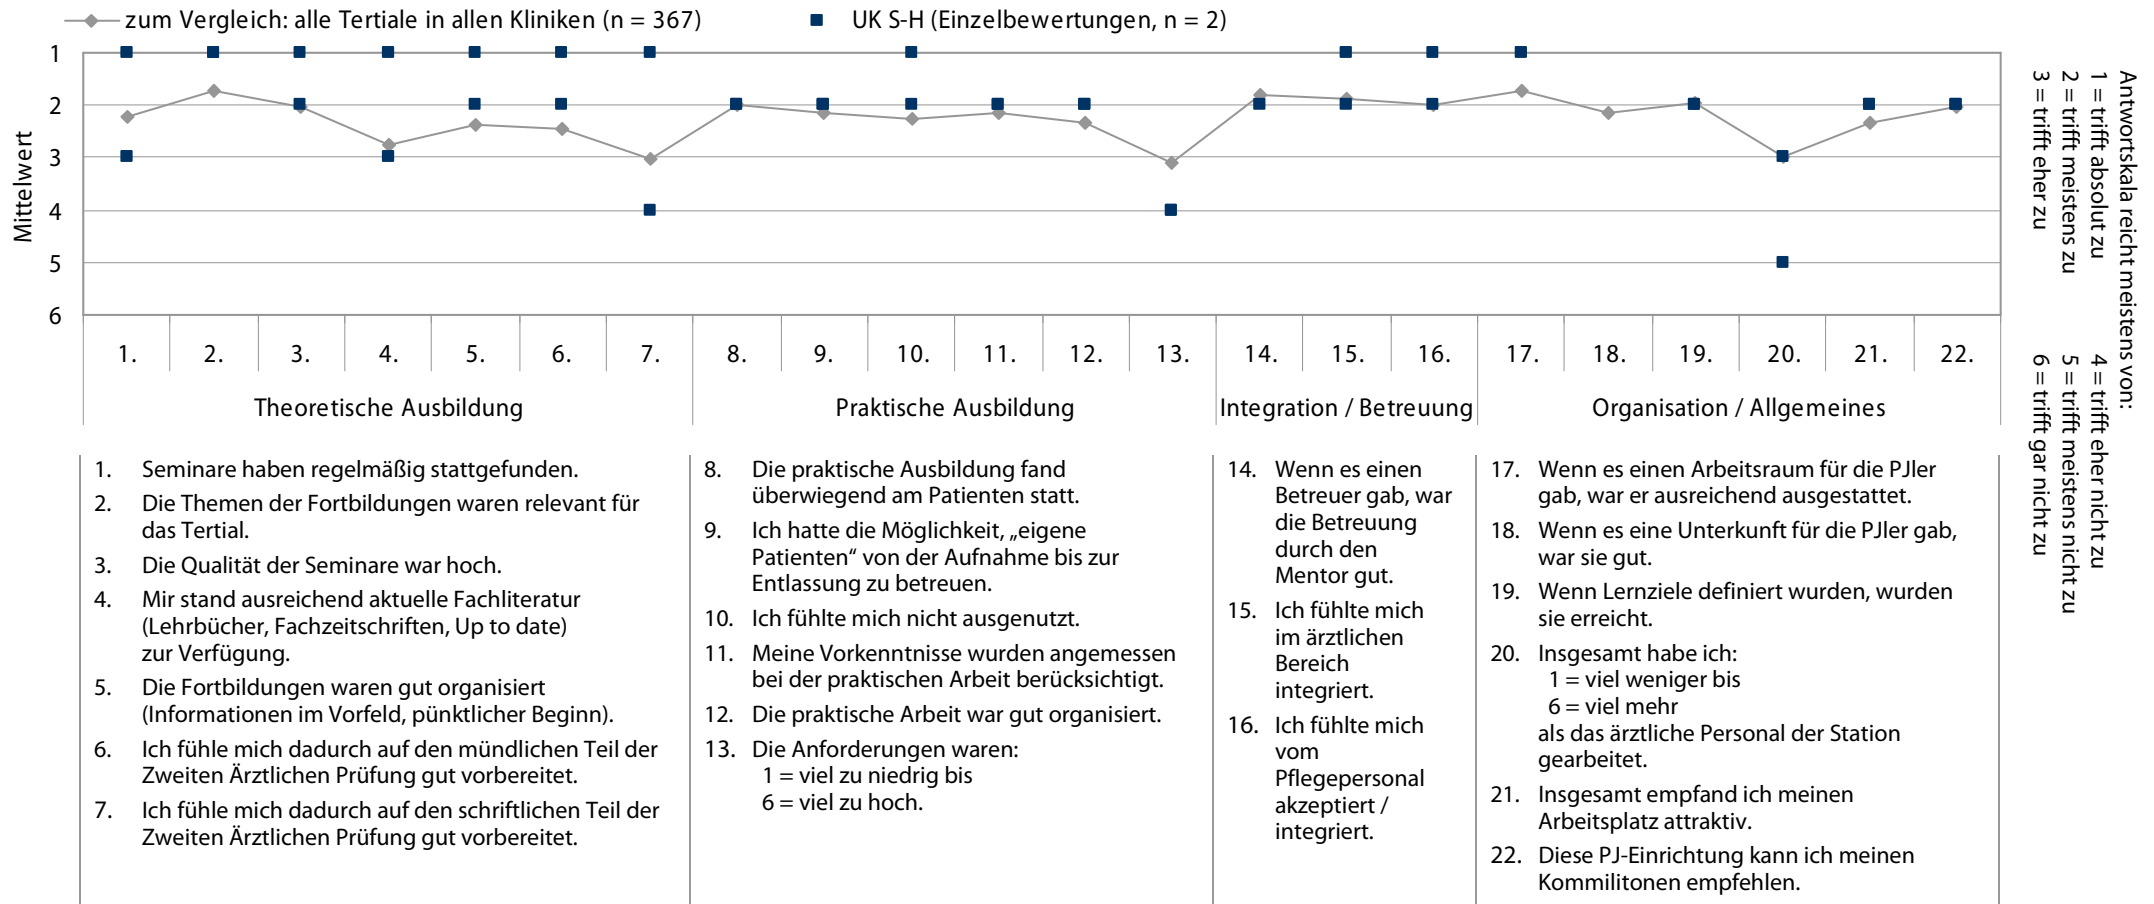 zum Vergleich: alle Tertiale in allen Kliniken (n = 367)
UK S-H (Einzelbewertungen, n = 2)
Mittelwert
1
2
3
4
5
6
1. 2. 3. 4. 5. 6. 7. 8. 9. 10. 11. 12. 13. 14. 15. 16. 17. 18. 19. 20. 21. 22.
Theoretische Ausbildung
Praktische Ausbildung
Integration / Betreuung
Organisation / Allgemeines
1. Seminare haben regelmäßig stattgefunden.
2. Die Themen der Fortbildungen waren relevant für
das Tertial.
3. Die Qualität der Seminare war hoch.
4. Mir stand ausreichend aktuelle Fachliteratur
(Lehrbücher, Fachzeitschriften, Up to date)
zur Verfügung.
5. Die Fortbildungen waren gut organisiert
(Informationen im Vorfeld, pünktlicher Beginn).
6. Ich fühle mich dadurch auf den mündlichen Teil der
Zweiten Ärztlichen Prüfung gut vorbereitet.
7. Ich fühle mich dadurch auf den schriftlichen Teil der
Zweiten Ärztlichen Prüfung gut vorbereitet.
8. Die praktische Ausbildung fand
überwiegend am Patienten statt.
9. Ich hatte die Möglichkeit, „eigene
Patienten“ von der Aufnahme bis zur
Entlassung zu betreuen.
10. Ich fühlte mich nicht ausgenutzt.
11. Meine Vorkenntnisse wurden angemessen
bei der praktischen Arbeit berücksichtigt.
12. Die praktische Arbeit war gut organisiert.
13. Die Anforderungen waren:
1 = viel zu niedrig bis
6 = viel zu hoch.
14. Wenn es einen
Betreuer gab, war
die Betreuung
durch den
Mentor gut.
15. Ich fühlte mich
im ärztlichen
Bereich
integriert.
16. Ich fühlte mich
vom
Pflegepersonal
akzeptiert /
integriert.
17. Wenn es einen Arbeitsraum für die PJler
gab, war er ausreichend ausgestattet.
18. Wenn es eine Unterkunft für die PJler gab,
war sie gut.
19. Wenn Lernziele definiert wurden, wurden
sie erreicht.
20. Insgesamt habe ich:
1 = viel weniger bis
6 = viel mehr
als das ärztliche Personal der Station
gearbeitet.
21. Insgesamt empfand ich meinen
Arbeitsplatz attraktiv.
22. Diese PJ-Einrichtung kann ich meinen
Kommilitonen empfehlen.
Antwortskala reicht meistens von:
1 = trifft absolut zu
2 = trifft meistens zu
3 = trifft eher zu
4 = trifft eher nicht zu
5 = trifft meistens nicht zu
6 = trifft gar nicht zu